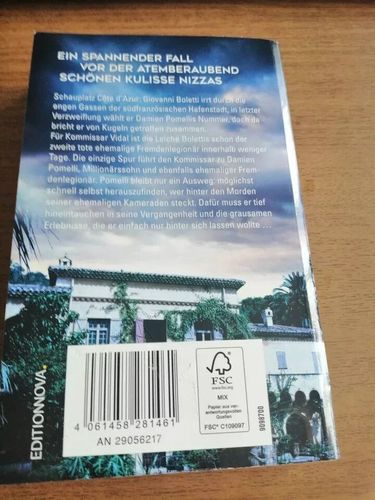 EIN SPANNENDER FALL
VOR DER ATEMBERAUBEND
SCHÖNEN KULISSE NIZZAS
Schauplatz Côte d'Azur: Giovanni Boletti irrt durch die
engen Gassen der südfranzösischen Hafenstadt, in letzter
Verzweiflung wählt er Damien Pomellis Nummer, doch da
bricht er von Kugeln getroffen zusammen.
Für Kommissar Vidal ist die Leiche Bolettis schon der
zweite tote ehemalige Fremdenlegionär innerhalb weniger
Tage. Die einzige Spur führt den Kommissar zu Damien
Pomelli, Millionärssohn und ebenfalls ehemaliger Frem-
denlegionär. Pomelli bleibt nur ein Ausweg: möglichst
schnell selbst herauszufinden, wer hinter den Morden
seiner ehemaligen Kameraden steckt. Dafür muss er tief
hineintauchen in seine Vergangenheit und die grausamen
Erlebnisse, die er einfach nur hinter sich lassen wollte ...
EDITIONNOVA.
4 061458 281461
AN 29056217
FSC
www.fsc.org
MIX
Papier aus ver-
antwortungsvollen
Quellen
FSC® C109097
9098700